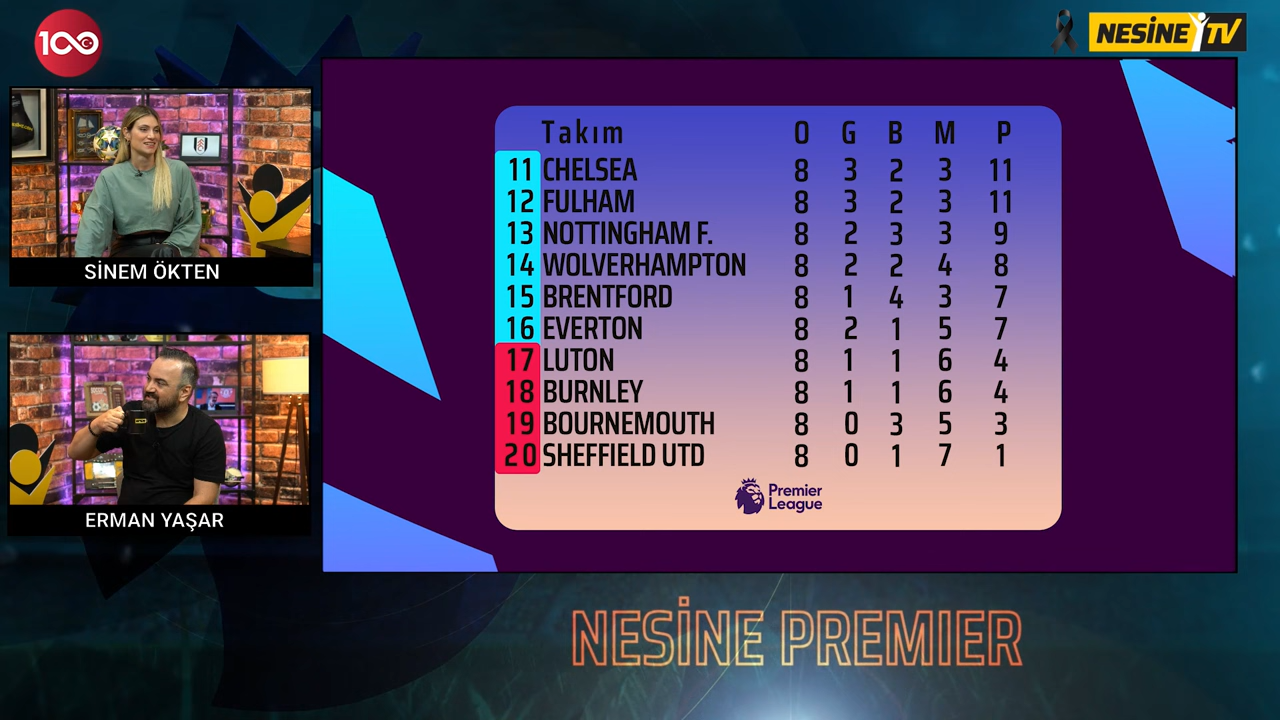 100
NESİNE TV
SİNEM ÖKTEN
ERMAN YAŞAR
Takım O G B M P
11 CHELSEA 8 3 2 3 11
12 FULHAM 8 3 2 3 11
13 NOTTINGHAM F. 8 2 3 3 9
14 WOLVERHAMPTON 8 2 2 4 8
15 BRENTFORD 8 1 4 3 7
16 EVERTON 8 2 1 5 7
17 LUTON 8 1 1 6 4
18 BURNLEY 8 1 1 6 4
19 BOURNEMOUTH 8 0 3 5 3
20 SHEFFIELD UTD 8 0 1 7 1
Premier
League
NESİNE PREMIER